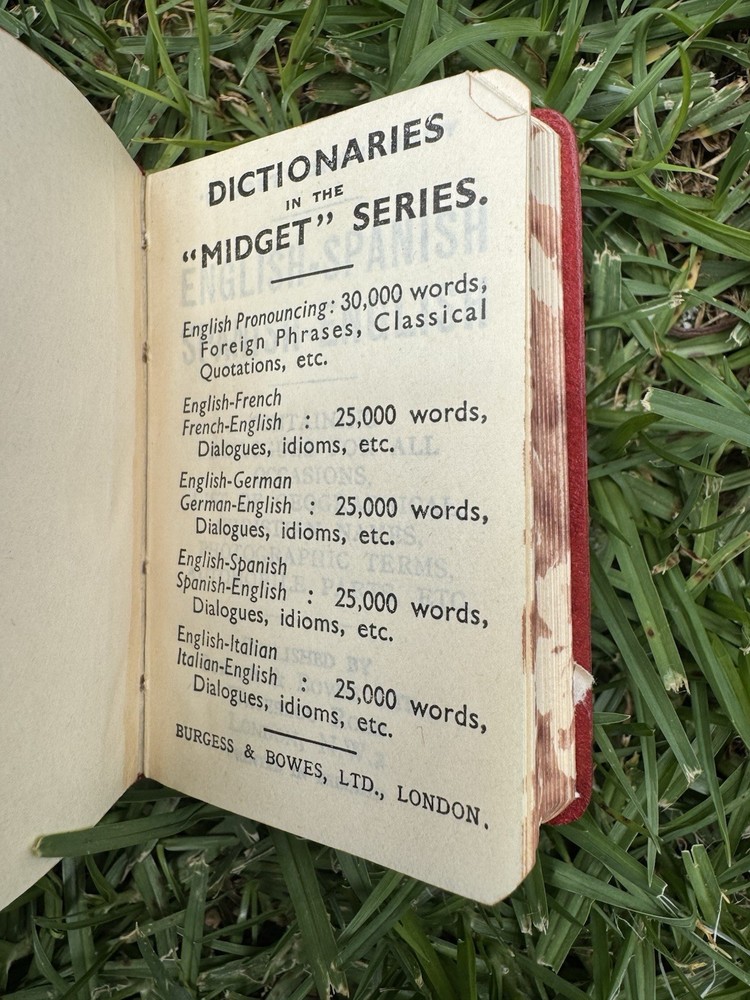 DICTIONARIES
IN THE
“MIDGET” SERIES.
English Pronouncing: 30,000 words,
Foreign Phrases, Classical
Quotations, etc.
English-French
French-English : 25,000 words,
Dialogues, idioms, etc.
English-German
German-English : 25,000 words,
Dialogues, idioms, etc.
English-Spanish
Spanish-English : 25,000 words,
Dialogues, idioms, etc.
English-Italian
Italian-English : 25,000 words,
Dialogues, idioms, etc.
BURGESS & BOWES, LTD., LONDON.